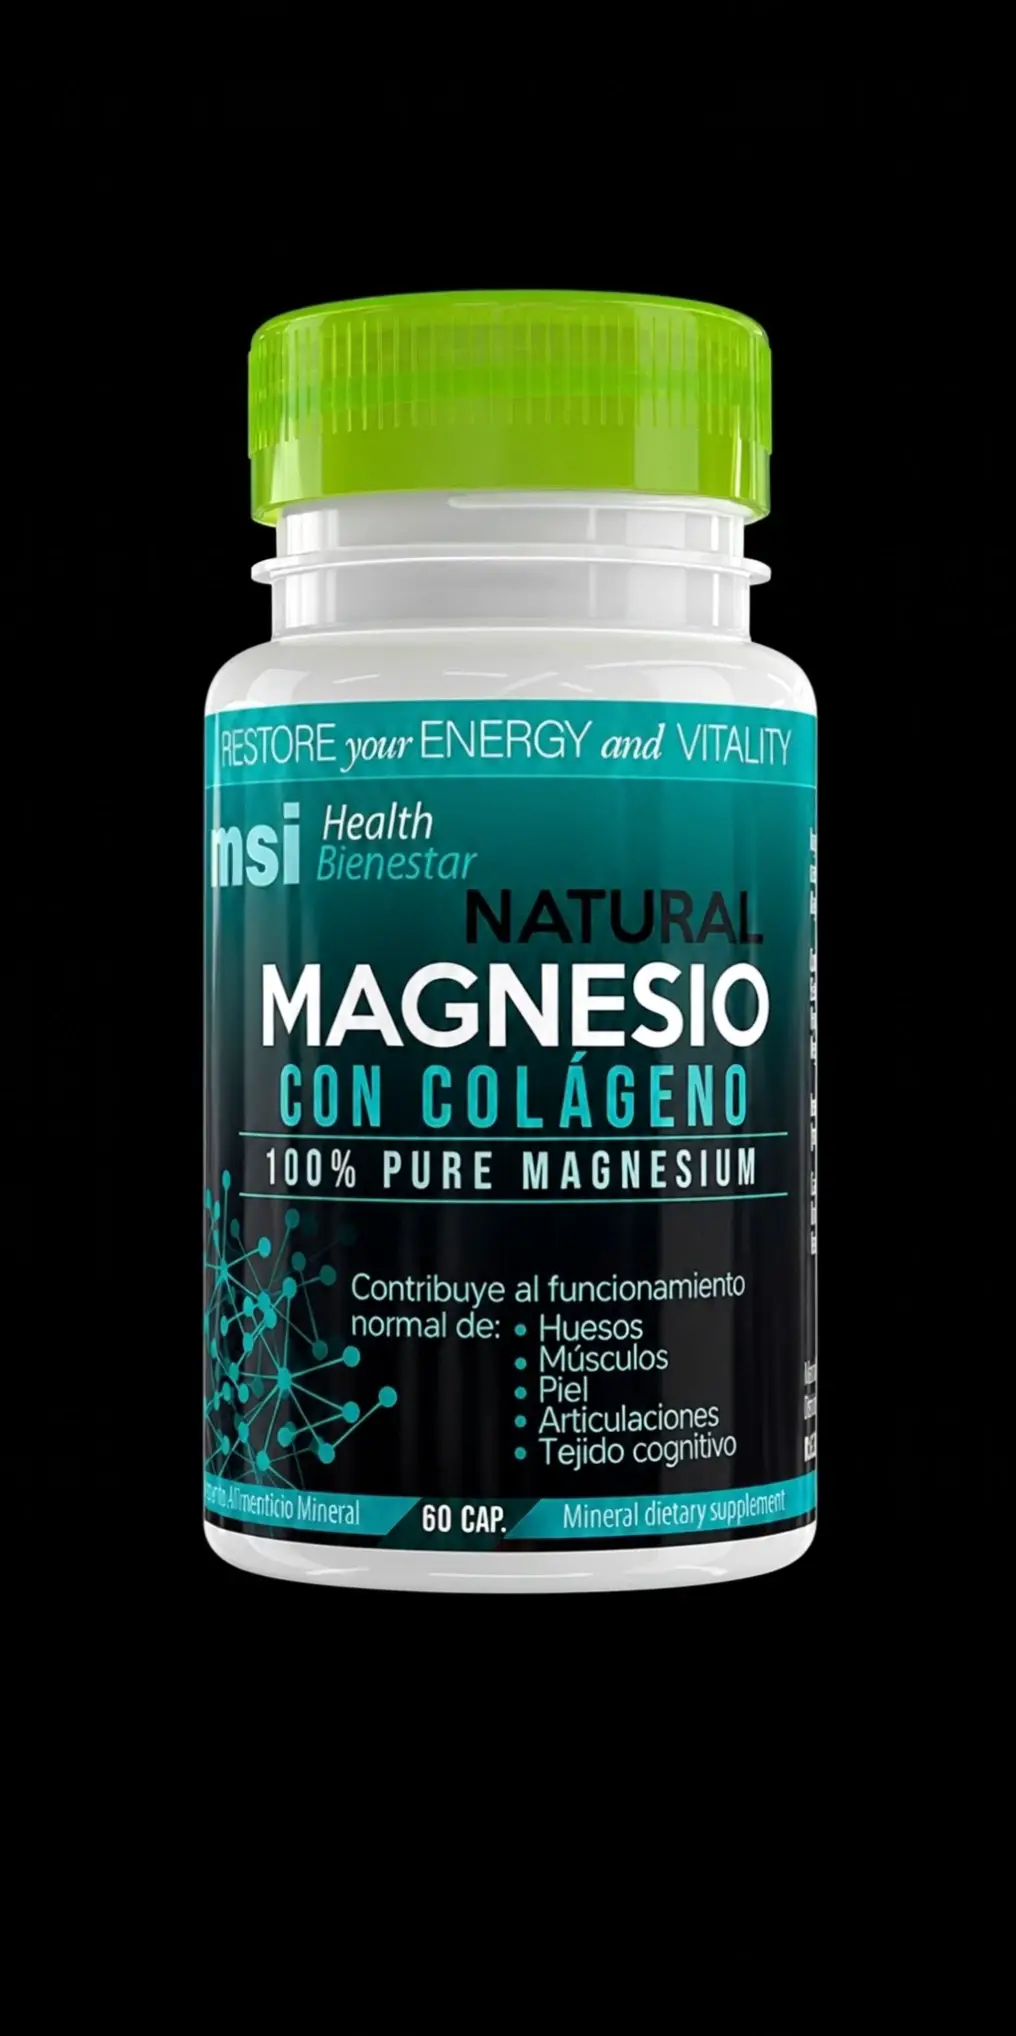 RESTORE your ENERGY and VITALITY
msi Health
Bienestar
NATURAL
MAGNESIO
CON COLÁGENO
100% PURE MAGNESIUM
Contribuye al funcionamiento
normal de: • Huesos
• Músculos
• Piel
• Articulaciones
• Tejido cognitivo
Alimenticio Mineral 60 CAP. Mineral dietary supplement